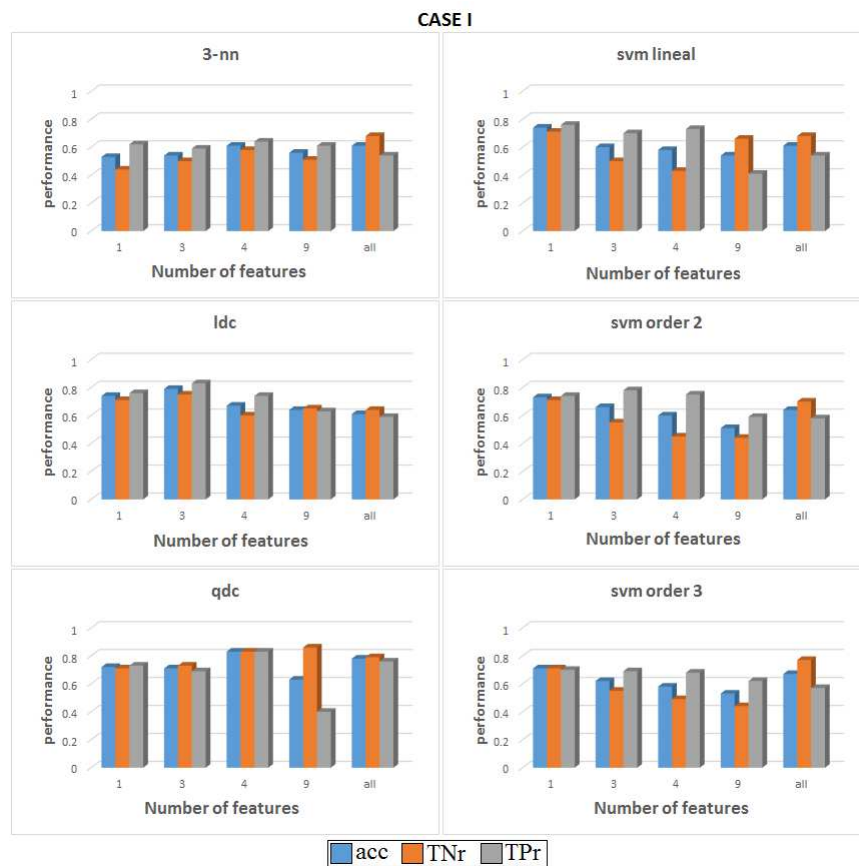 CASE I
3-nn
1
0.8
0.6
0.4
0.2
0
performance
1 3 4 9 all
Number of features
svm lineal
1
0.8
0.6
0.4
0.2
0
performance
1 3 4 9 all
Number of features
ldc
1
0.8
0.6
0.4
0.2
0
performance
1 3 4 9 all
Number of features
svm order 2
1
0.8
0.6
0.4
0.2
0
performance
1 3 4 9 all
Number of features
qdc
1
0.8
0.6
0.4
0.2
0
performance
1 3 4 9 all
Number of features
svm order 3
1
0.8
0.6
0.4
0.2
0
performance
1 3 4 9 all
Number of features
acc TNr TPr